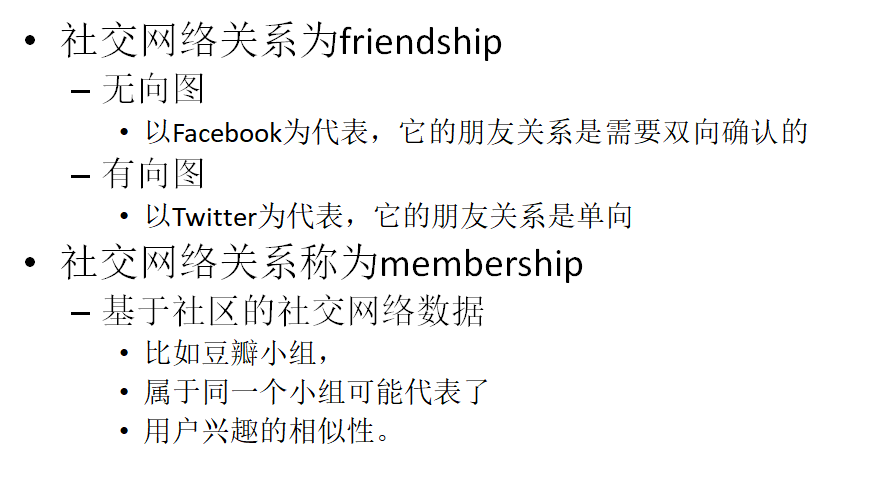 • 社交网络关系为friendship
– 无向图
• 以Facebook为代表，它的朋友关系是需要双向确认的
– 有向图
• 以Twitter为代表，它的朋友关系是单向
• 社交网络关系称为membership
– 基于社区的社交网络数据
• 比如豆瓣小组，
• 属于同一个小组可能代表了
• 用户兴趣的相似性。